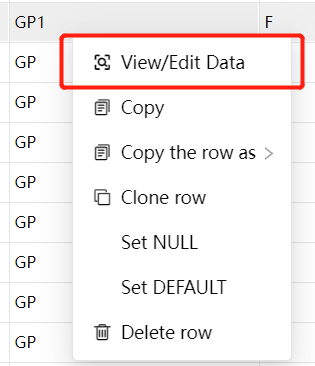 GP1 F
GP View/Edit Data
GP
GP Copy
GP Copy the row as
GP Clone row
GP Set NULL
GP Set DEFAULT
GP Delete row